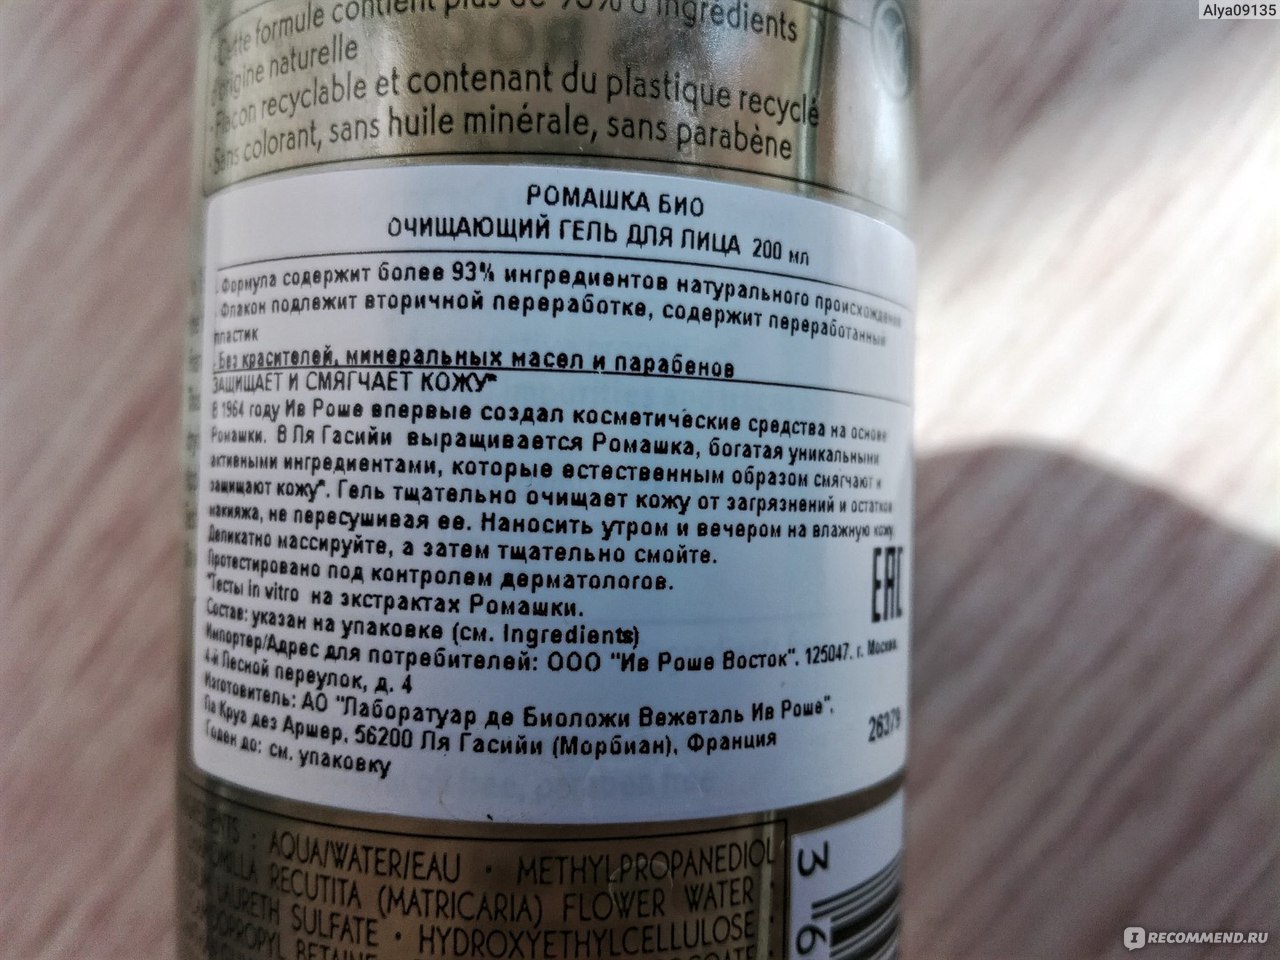 Alya09135
Cette formule contient plus de 93% d'ingrédients
d'origine naturelle
• Flacon recyclable et contenant du plastique recyclé
• Sans colorant, sans huile minérale, sans parabène
РОМАШКА БИО
ОЧИЩАЮЩИЙ ГЕЛЬ ДЛЯ ЛИЦА 200 мл
. Формула содержит более 93% ингредиентов натурального происхождения
. Флакон подлежит вторичной переработке, содержит переработанный
пластик
. Без красителей, минеральных масел и парабенов
ЗАЩИЩАЕТ И СМЯГЧАЕТ КОЖУ*
В 1964 году Ив Роше впервые создал косметические средства на основе
Ромашки. В Ля Гасийи выращивается Ромашка, богатая уникальными
активными ингредиентами, которые естественным образом смягчают и
защищают кожу*. Гель тщательно очищает кожу от загрязнений и остатков
макияжа, не пересушивая ее. Наносить утром и вечером на влажную кожу.
Деликатно массируйте, а затем тщательно смойте.
Протестировано под контролем дерматологов.
*Тесты in vitro на экстрактах Ромашки.
Состав: указан на упаковке (см. Ingredients)
EAC
Импортер/Адрес для потребителей: ООО "Ив Роше Восток". 125047. г. Москва.
4-й Лесной переулок, д. 4
Изготовитель: АО "Лаборатуар де Биоложи Вежеталь Ив Роше".
Ля Круа дез Аршер, 56200 Ля Гасийи (Морбиан), Франция
26379
Годен до: см. упаковку
AQUA/WATER/EAU • METHYLPROPANEDIOL
RECUTITA (MATRICARIA) FLOWER WATER
LAURETH SULFATE • HYDROXYETHYLCELLULOSE
BETAINE
3 16
IRECOMMEND.RU